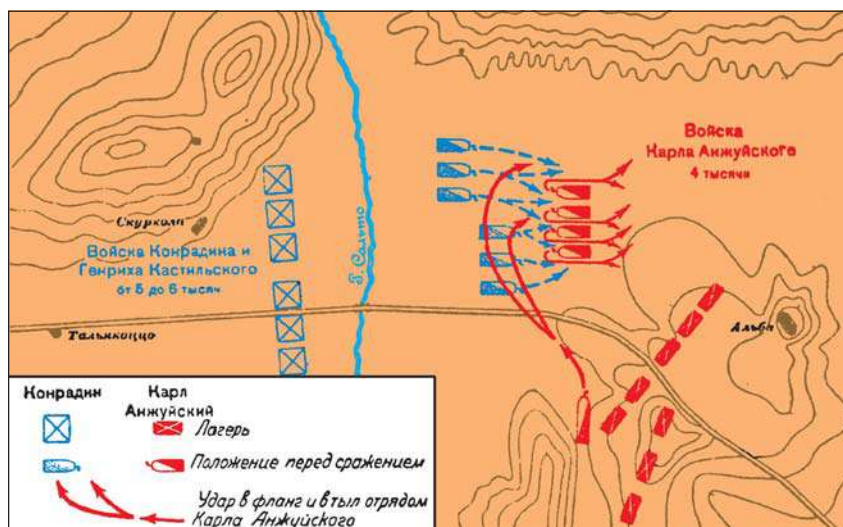 Войска
Карла Анжуйского
4 тысячи
Скуркола
Войска Конрадина и
Генриха Кастильского
от 5 до 6 тысяч
Р. Сальто
Тальякоццо
Альба
Конрадин
Карл
Анжуйский
Лагерь
Положение перед сражением
Удар в фланг и в тыл отрядом
Карла Анжуйского